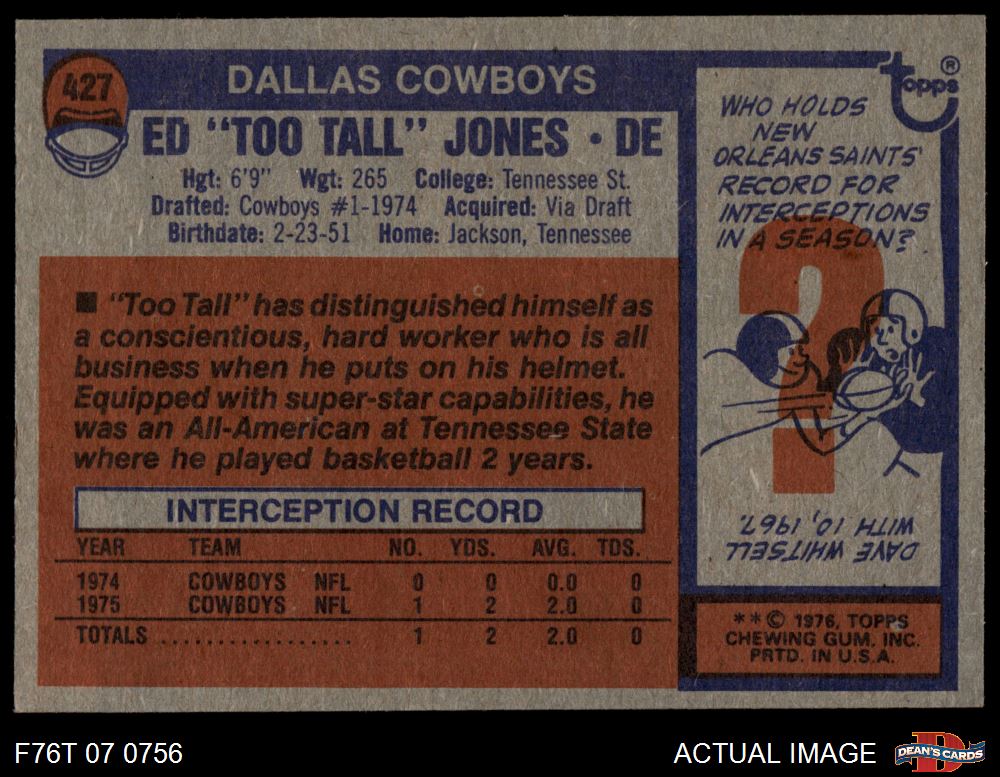 427
DALLAS COWBOYS
ED "TOO TALL" JONES • DE
Hgt: 6'9" Wgt: 265 College: Tennessee St.
Drafted: Cowboys #1-1974 Acquired: Via Draft
Birthdate: 2-23-51 Home: Jackson, Tennessee
■ "Too Tall" has distinguished himself as
a conscientious, hard worker who is all
business when he puts on his helmet.
Equipped with super-star capabilities, he
was an All-American at Tennessee State
where he played basketball 2 years.
INTERCEPTION RECORD
YEAR TEAM NO. YDS. AVG. TDS.
1974 COWBOYS NFL 0 0 0.0 0
1975 COWBOYS NFL 1 2 2.0 0
TOTALS .................. 1 2 2.0 0
topps ®
WHO HOLDS
NEW
ORLEANS SAINTS'
RECORD FOR
INTERCEPTIONS
IN A SEASON?
?
DAVE WHITSELL
WITH 10, 1967.
**© 1976, TOPPS
CHEWING GUM, INC.
PRTD. IN U.S.A.
F76T 07 0756
ACTUAL IMAGE
D
DEAN'S CARDS